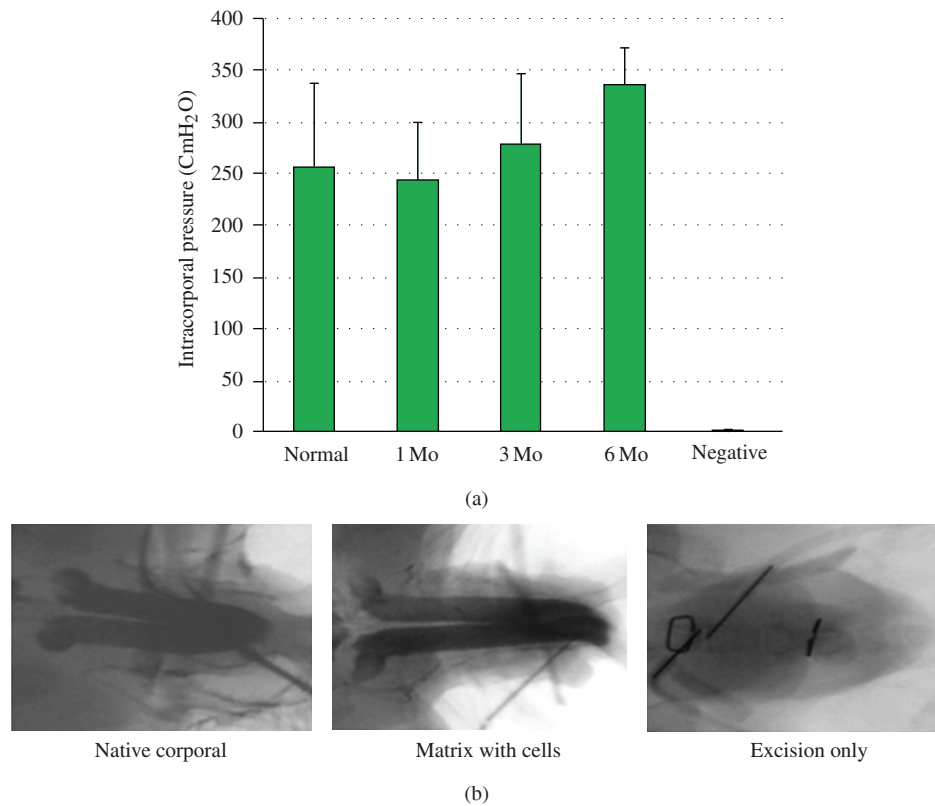 400
350
300
250
200
150
100
50
0
Intracorporal pressure (CmH₂O)
Normal
1 Mo
3 Mo
6 Mo
Negative
(a)
Native corporal
Matrix with cells
Excision only
(b)